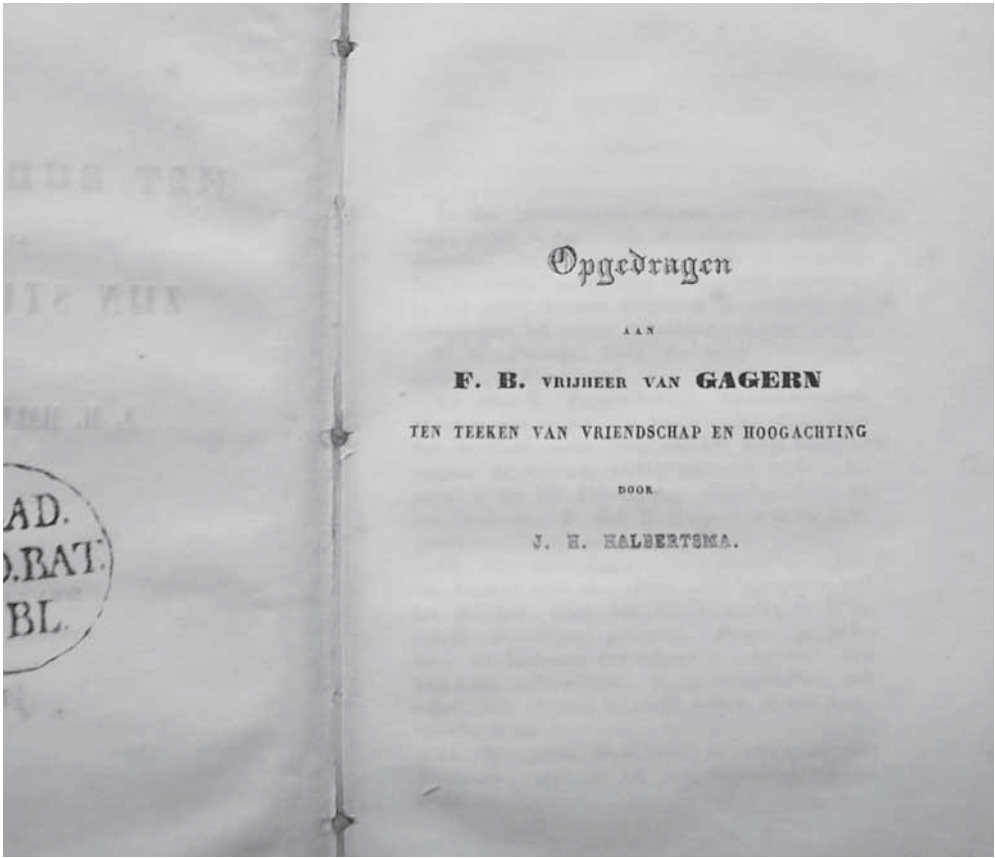 AD.
D.BAT.
BL.
Opgedragen
AAN
F. B. VRIJHEER VAN GAGERN
TEN TEEKEN VAN VRIENDSCHAP EN HOOGACHTING
DOOR
J. H. HALBERTSMA.